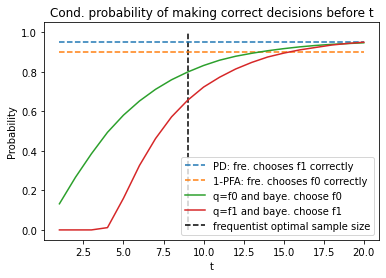 Cond. probability of making correct decisions before t
1.0
0.8
0.6
0.4
0.2
0.0
Probability
PD: fre. chooses f1 correctly
1-PFA: fre. chooses f0 correctly
q=f0 and baye. choose f0
q=f1 and baye. choose f1
frequentist optimal sample size
2.5 5.0 7.5 10.0 12.5 15.0 17.5 20.0
t